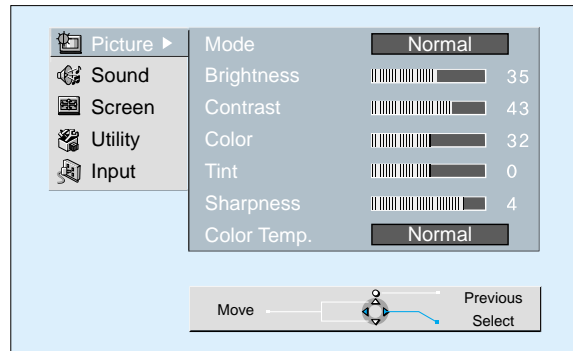 Picture
Sound
Screen
Utility
Input
Mode Normal
Brightness 35
Contrast 43
Color 32
Tint 0
Sharpness 4
Color Temp. Normal
Move
Previous
Select